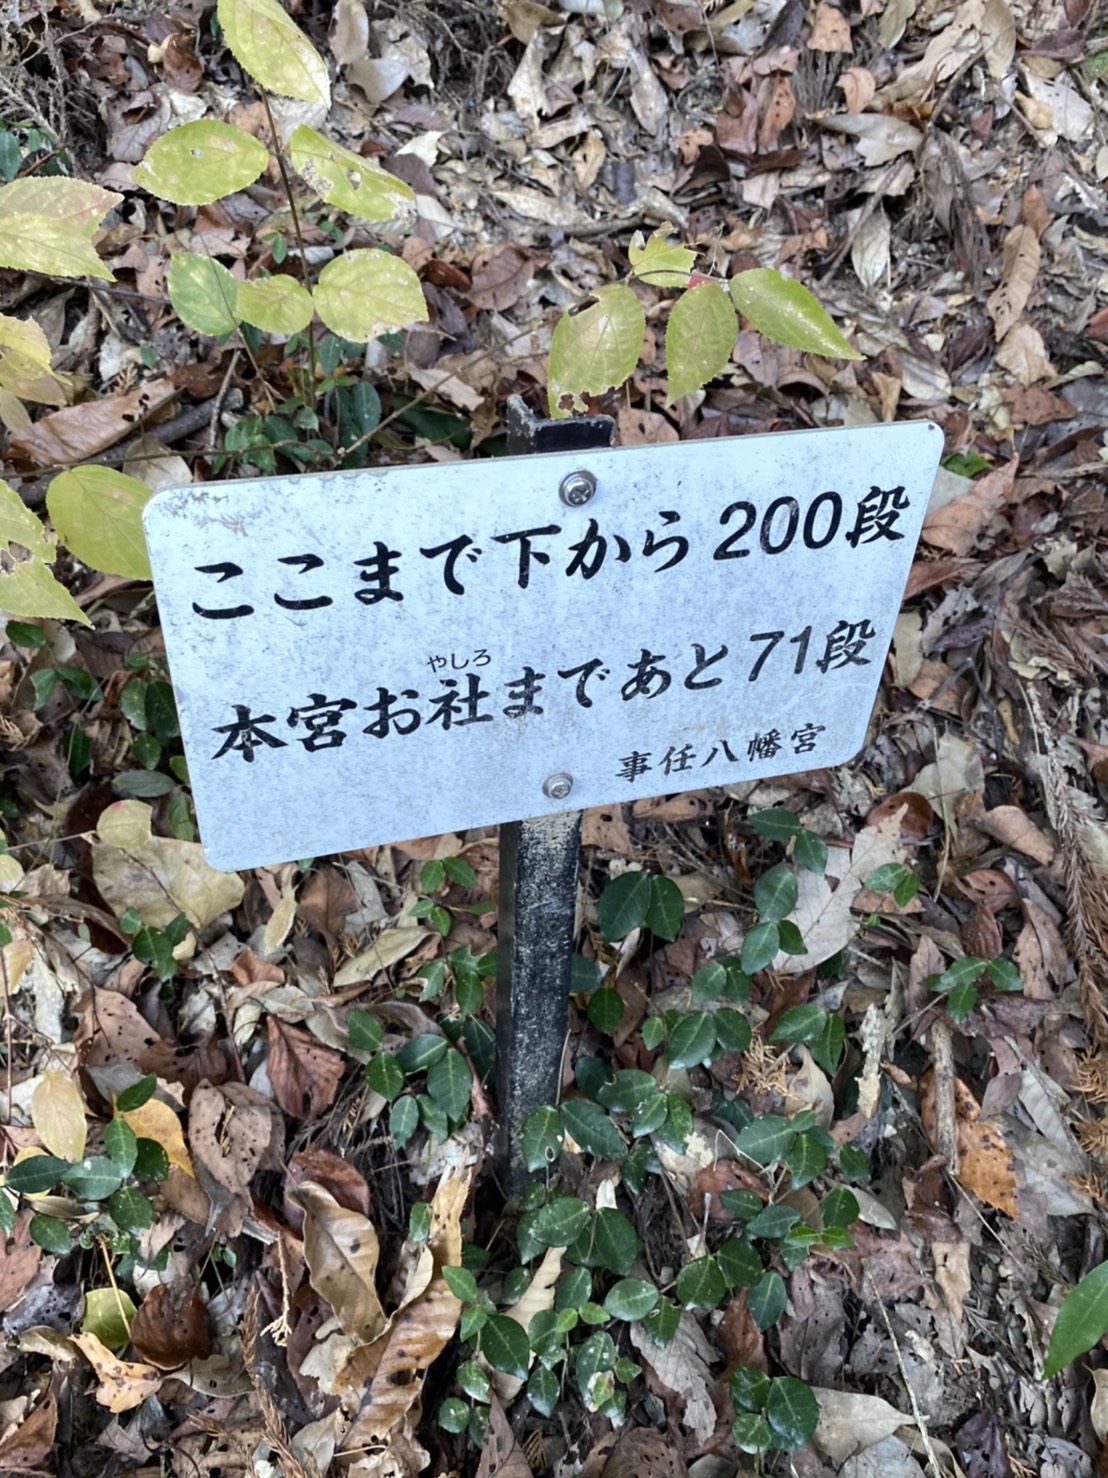 ここまで下から200段
やしろ
本宮お社まであと71段
事任八幡宮